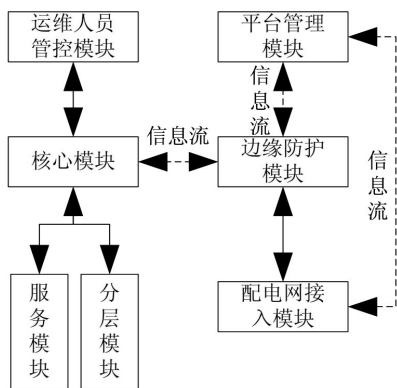 运维人员
管控模块
平台管理
模块
信
息
流
核心模块
信息流
边缘防护
模块
信
息
流
服
务
模
块
分
层
模
块
配电网接
入模块